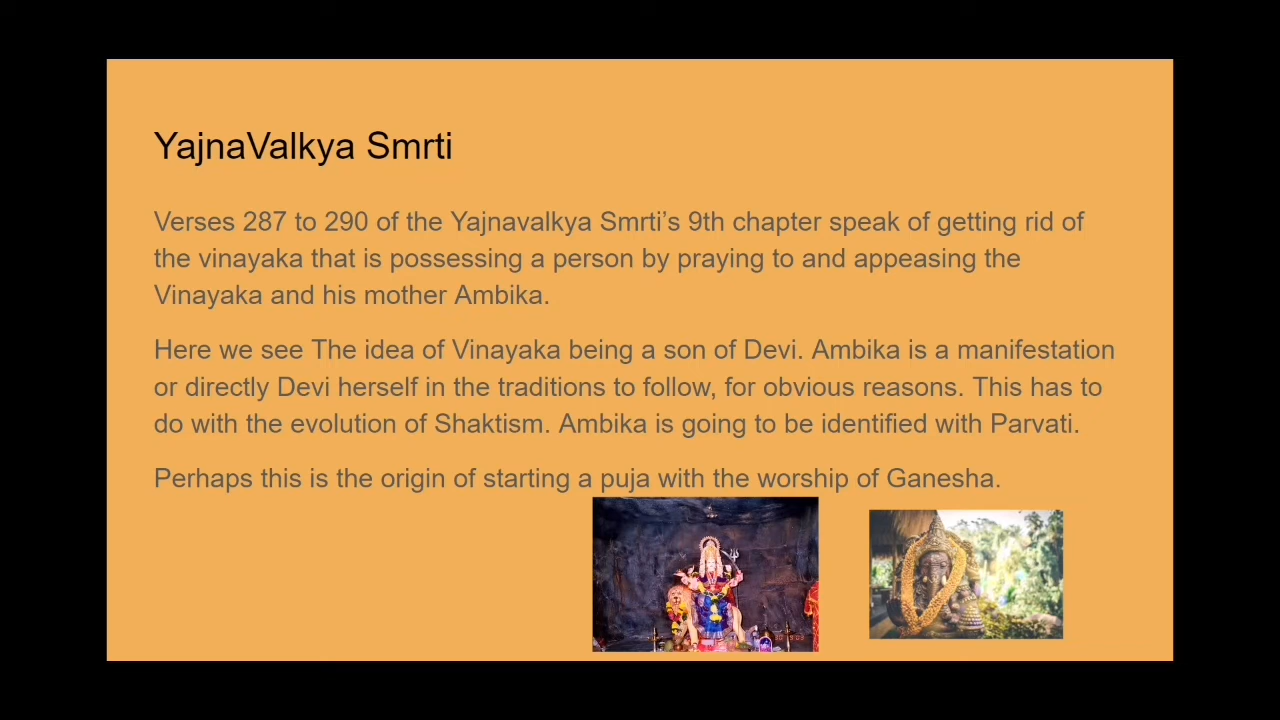 YajnaValkya Smrti
Verses 287 to 290 of the Yajnavalkya Smrti's 9th chapter speak of getting rid of
the vinayaka that is possessing a person by praying to and appeasing the
Vinayaka and his mother Ambika.
Here we see The idea of Vinayaka being a son of Devi. Ambika is a manifestation
or directly Devi herself in the traditions to follow, for obvious reasons. This has to
do with the evolution of Shaktism. Ambika is going to be identified with Parvati.
Perhaps this is the origin of starting a puja with the worship of Ganesha.